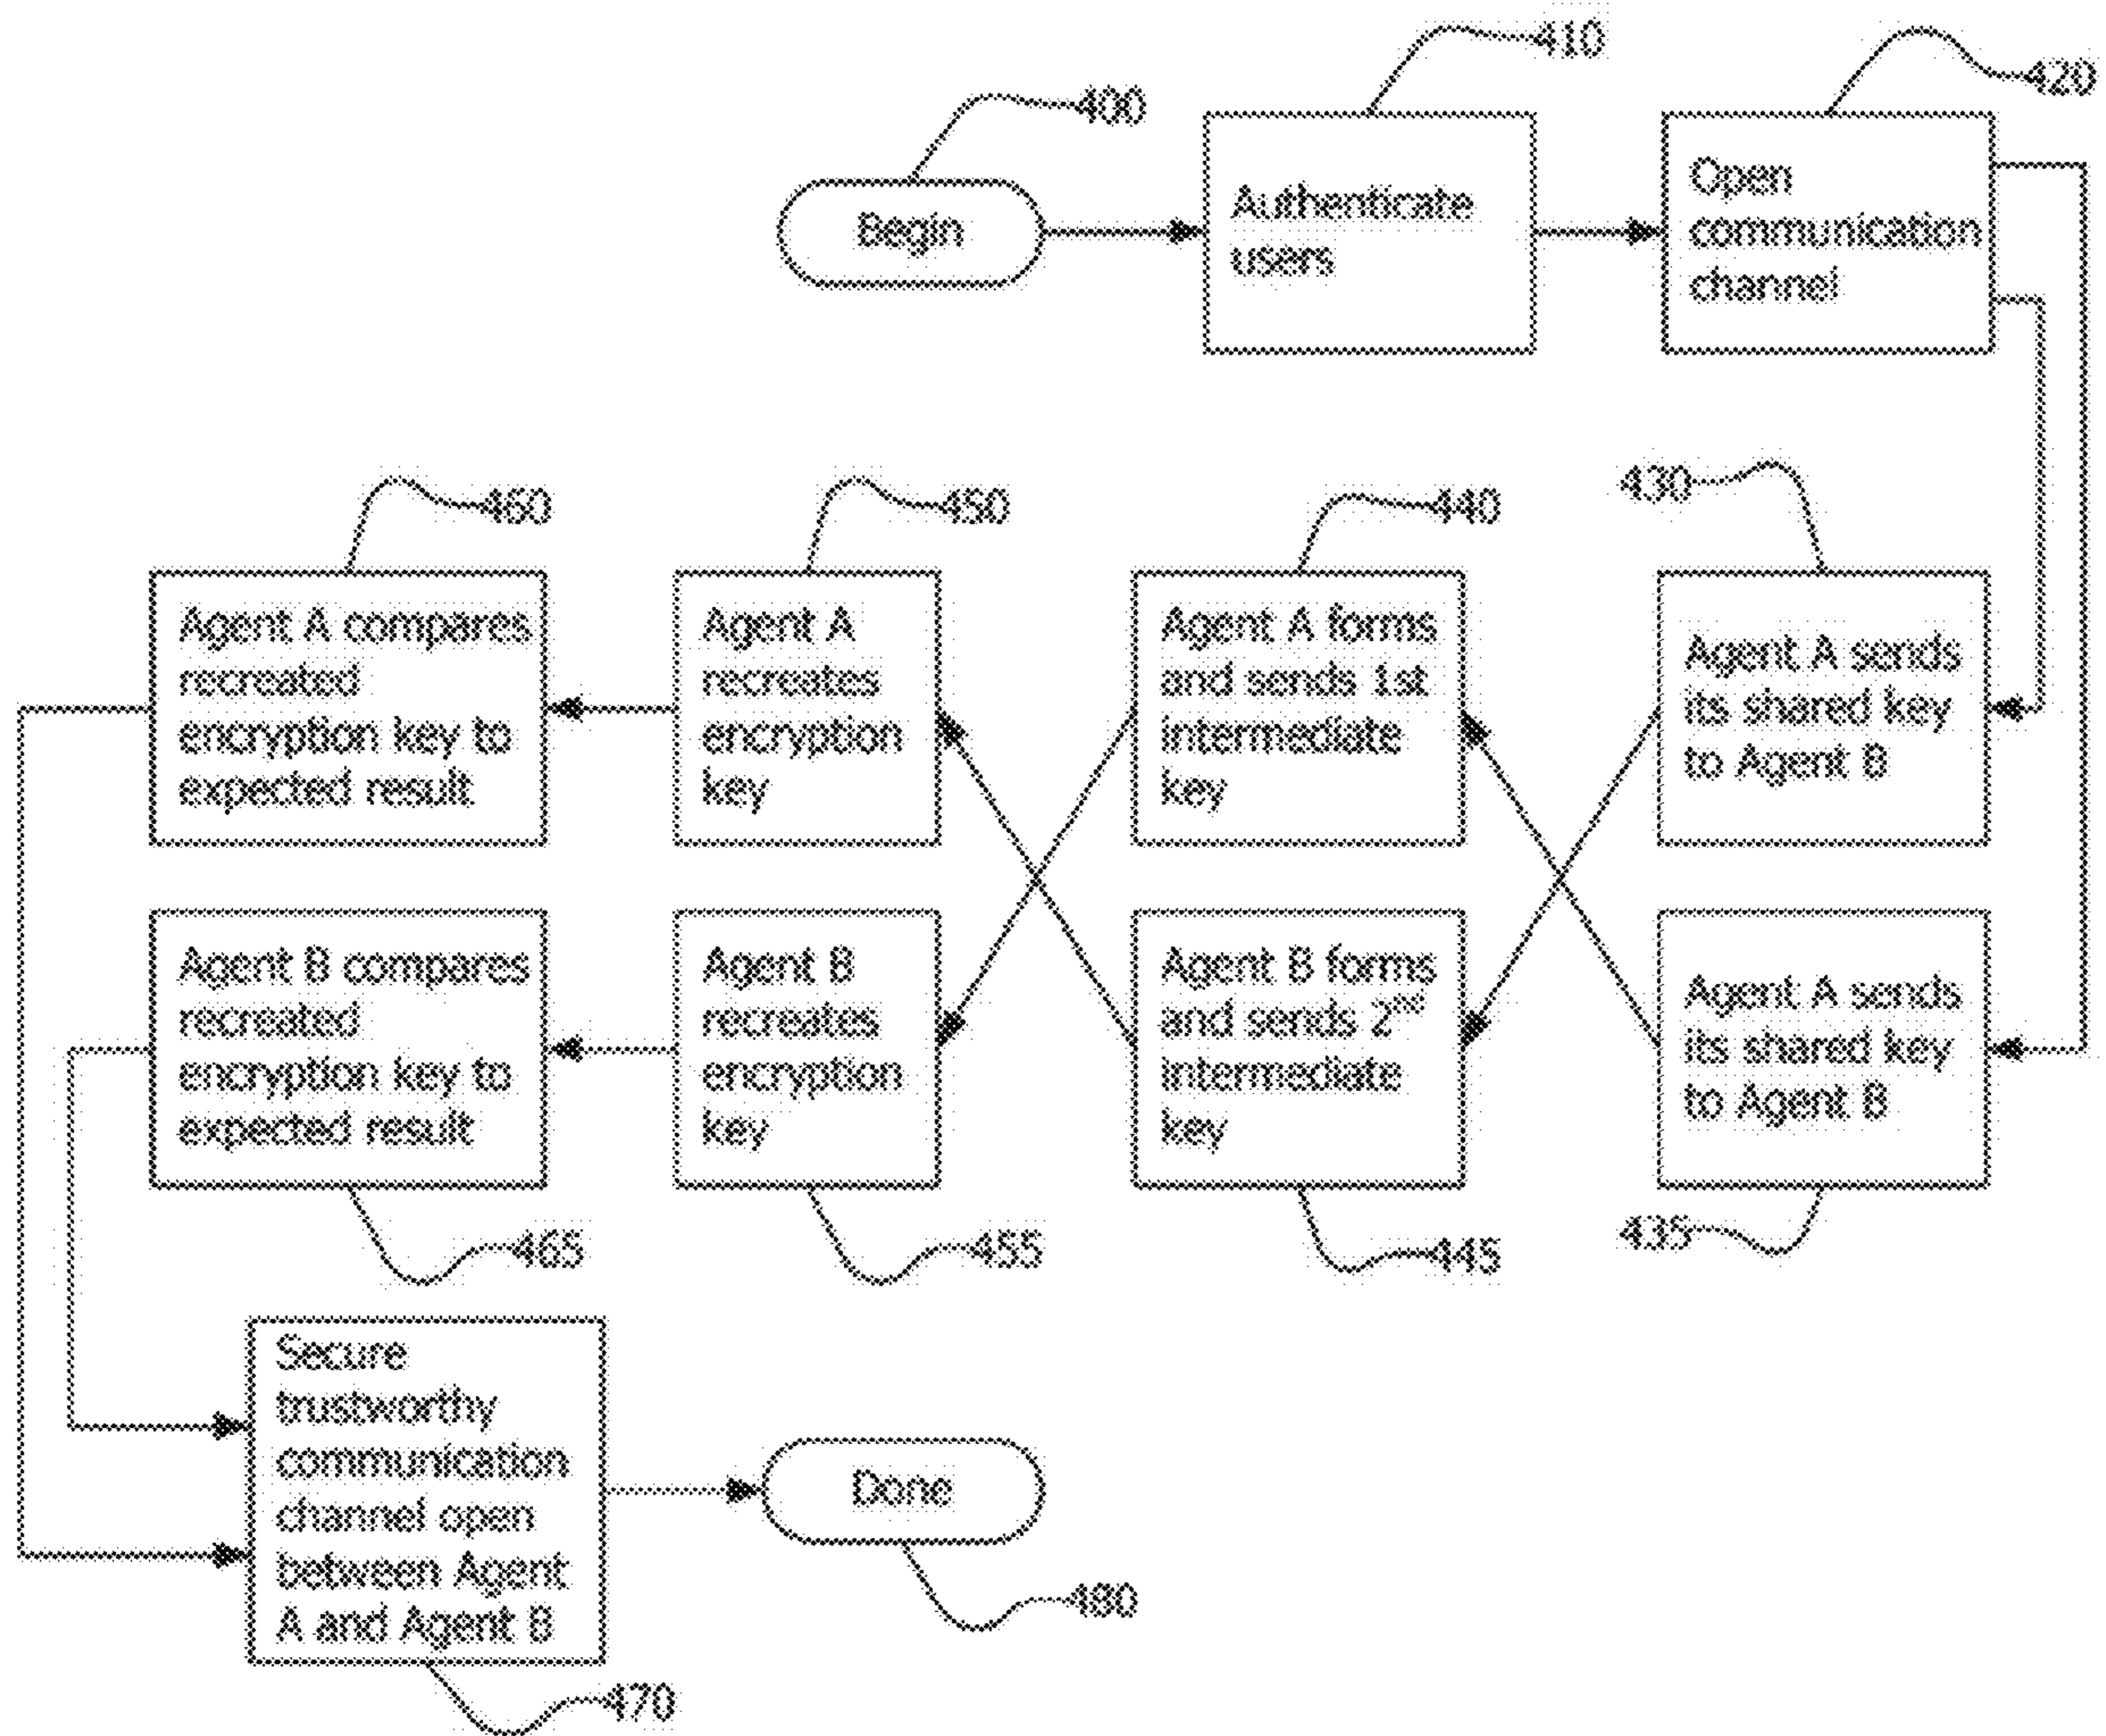 410
420
400
Begin
Authenticate
users
Open
communication
channel
460
450
440
430
Agent A compares
recreated
encryption key to
expected result
Agent A
recreates
encryption
key
Agent A forms
and sends 1st
intermediate
key
Agent A sends
its shared key
to Agent B
Agent B compares
recreated
encryption key to
expected result
Agent B
recreates
encryption
key
Agent B forms
and sends 2nd
intermediate
key
Agent A sends
its shared key
to Agent B
465
455
445
435
Secure
trustworthy
communication
channel open
between Agent
A and Agent B
Done
480
470